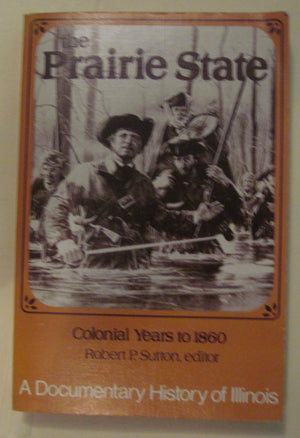 the
Prairie State
Colonial Years to 1860
Robert P. Sutton, editor
A Documentary History of Illinois